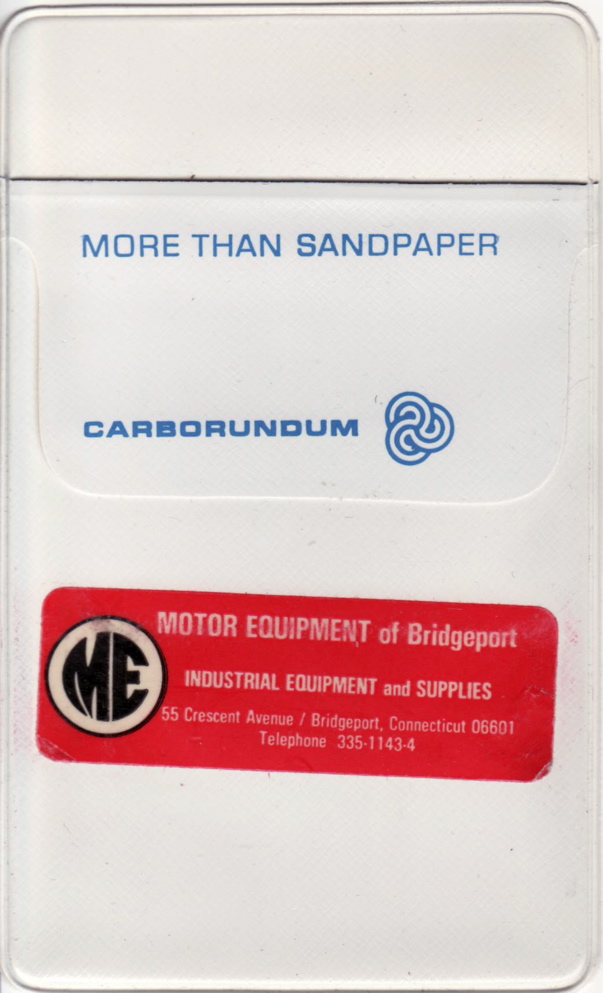 MORE THAN SANDPAPER
CARBORUNDUM
ME
MOTOR EQUIPMENT of Bridgeport
INDUSTRIAL EQUIPMENT and SUPPLIES
55 Crescent Avenue / Bridgeport, Connecticut 06601
Telephone 335-1143-4